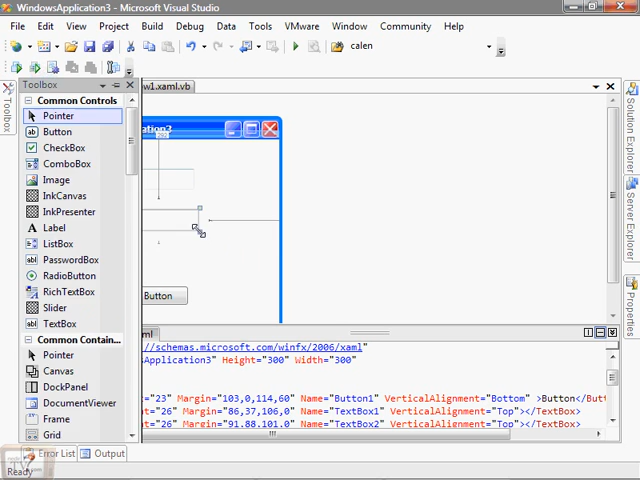 WindowsApplication3 - Microsoft Visual Studio
File Edit View Project Build Debug Data Tools VMware Window Community Help
calen
Toolbox
Toolbox
Common Controls
Pointer
Button
CheckBox
ComboBox
Image
InkCanvas
InkPresenter
Label
ListBox
PasswordBox
RadioButton
RichTextBox
Slider
TextBox
Common Contain...
Pointer
Canvas
DockPanel
DocumentViewer
Frame
Grid
ow1.xaml.vb
ation3
Button
ml
//schemas.microsoft.com/winfx/2006/xaml"
sApplication3" Height="300" Width="300"
t="23" Margin="103,0,114,60" Name="Button1" VerticalAlignment="Bottom" >Button</Butt
t="26" Margin="86,37,106,0" Name="TextBox1" VerticalAlignment="Top"></TextBox>
t="26" Margin="91,88,101,0" Name="TextBox2" VerticalAlignment="Top"></TextBox>
Solution Explorer
Server Explorer
Properties
Error List Output
Ready